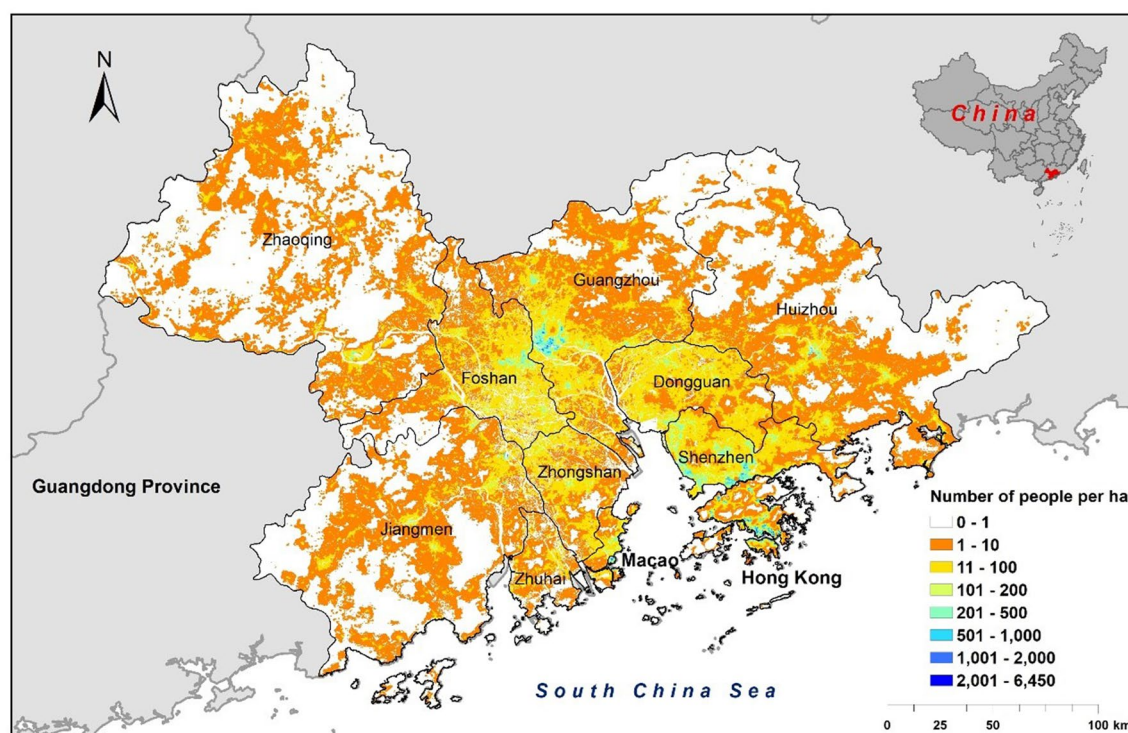 N
China
Zhaoqing
Guangzhou
Huizhou
Foshan
Dongguan
Shenzhen
Zhongshan
Guangdong Province
Jiangmen
Zhuhai
Macao
Hong Kong
South China Sea
Number of people per ha
0 - 1
1 - 10
11 - 100
101 - 200
201 - 500
501 - 1,000
1,001 - 2,000
2,001 - 6,450
0 25 50 100 km